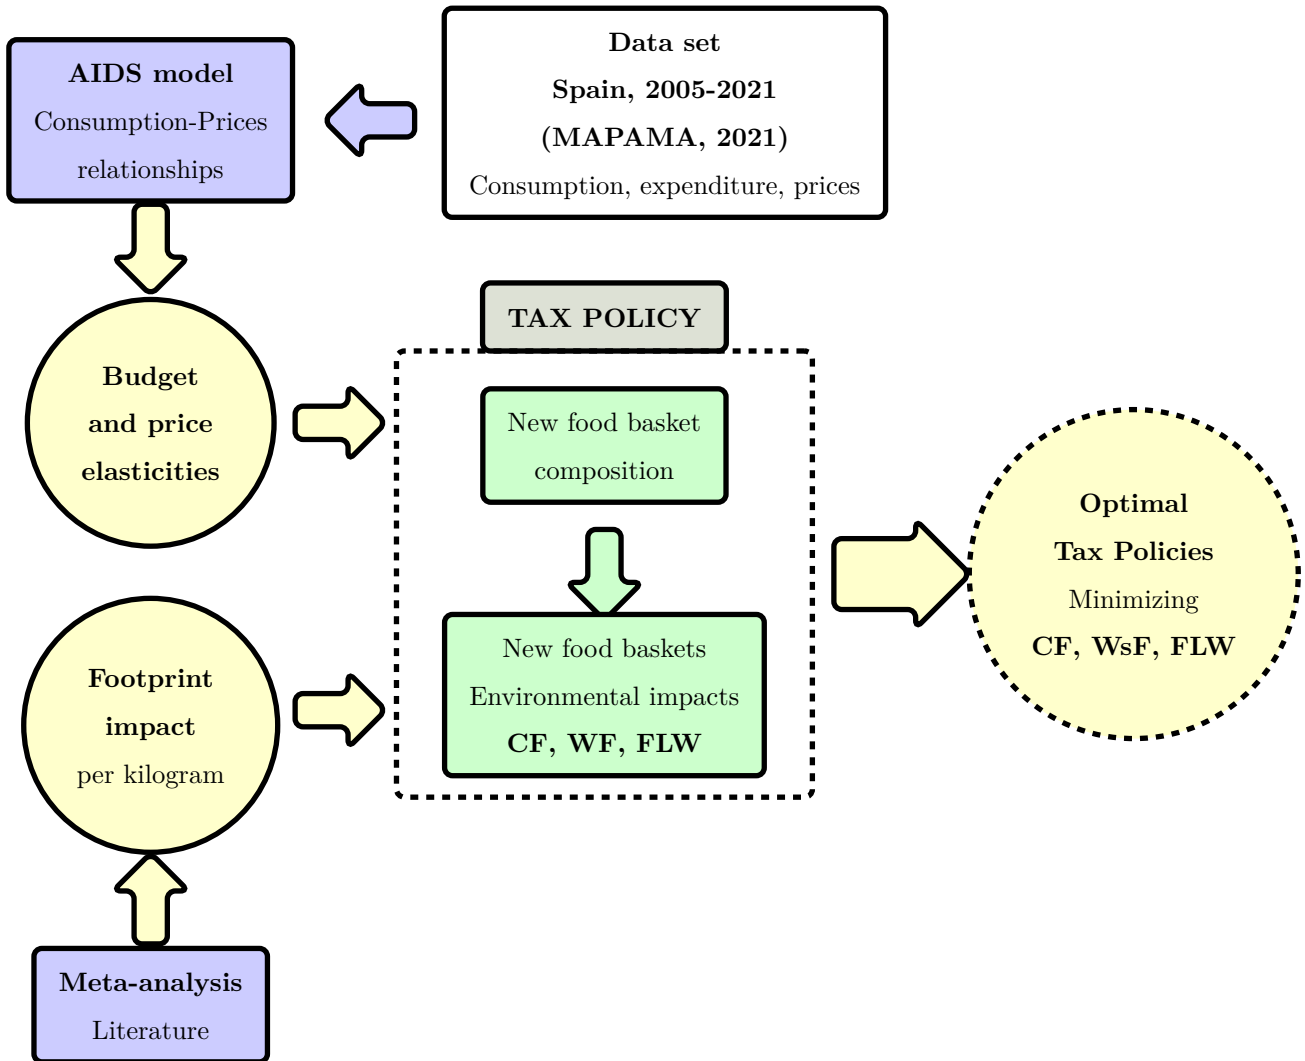 AIDS model
Consumption-Prices
relationships
Data set
Spain, 2005-2021
(MAPAMA, 2021)
Consumption, expenditure, prices
Budget
and price
elasticities
TAX POLICY
New food basket
composition
New food baskets
Environmental impacts
CF, WF, FLW
Optimal
Tax Policies
Minimizing
CF, WsF, FLW
Footprint
impact
per kilogram
Meta-analysis
Literature